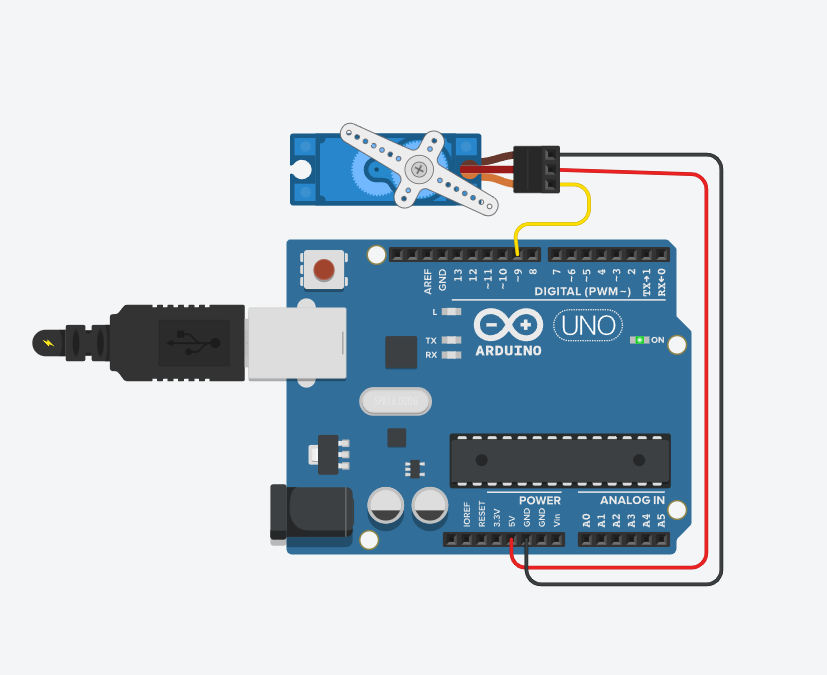 AREF
GND
13
12
~11
~10
~9
8
7
~6
~5
4
~3
2
TX→1
RX←0
DIGITAL (PWM~)
L
TX
RX
ARDUINO
UNO
ON
POWER
ANALOG IN
IOREF
RESET
3.3V
5V
GND
GND
Vin
A0
A1
A2
A3
A4
A5